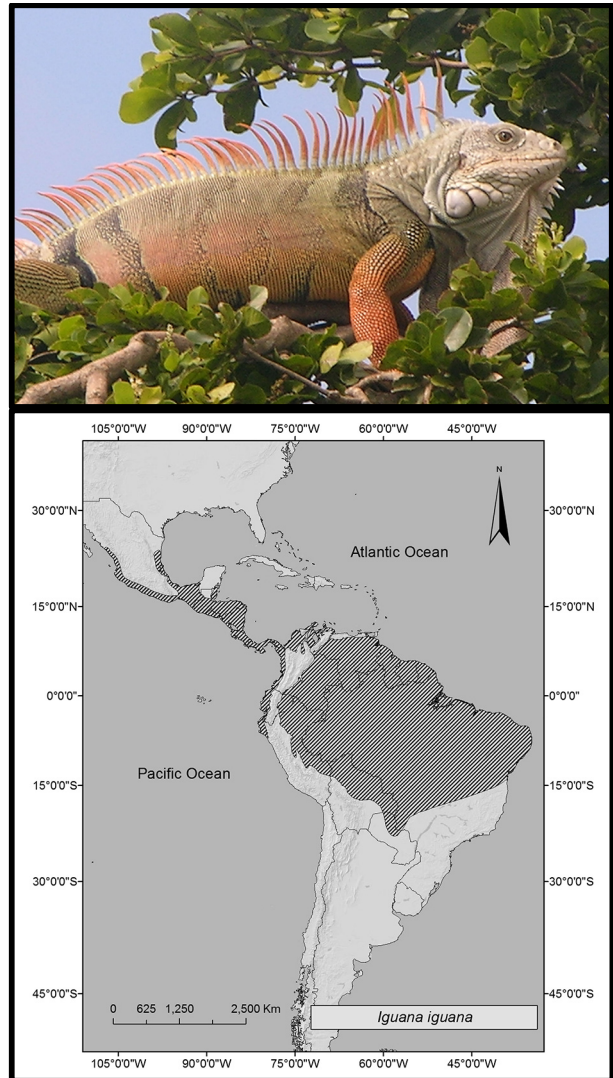 105°0'0"W 90°0'0"W 75°0'0"W 60°0'0"W 45°0'0"W
N
30°0'0"N 30°0'0"N
Atlantic Ocean
15°0'0"N 15°0'0"N
0°0'0" 0°0'0"
Pacific Ocean
15°0'0"S 15°0'0"S
30°0'0"S 30°0'0"S
45°0'0"S 45°0'0"S
0 625 1,250 2,500 Km
Iguana iguana
105°0'0"W 90°0'0"W 75°0'0"W 60°0'0"W 45°0'0"W